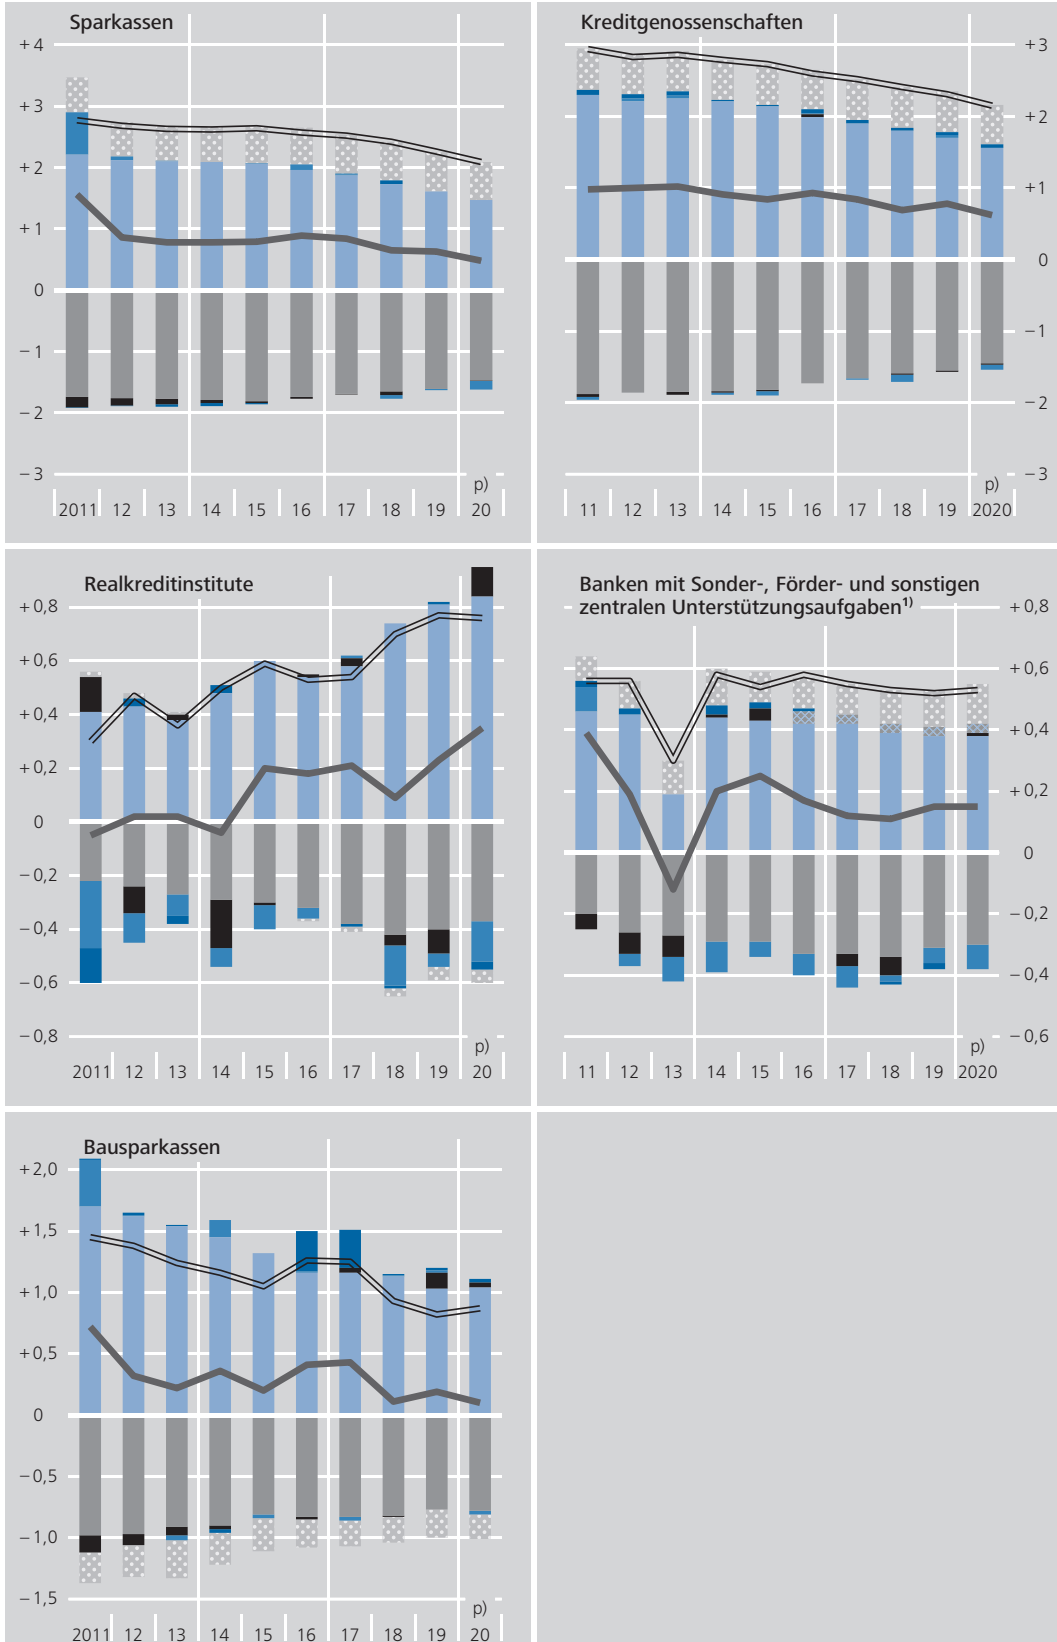 Sparkassen
+4
+3
+2
+1
0
−1
−2
−3
p)
2011 12 13 14 15 16 17 18 19 20
Kreditgenossenschaften
+3
+2
+1
0
−1
−2
−3
p)
11 12 13 14 15 16 17 18 19 2020
Realkreditinstitute
+0,8
+0,6
+0,4
+0,2
0
−0,2
−0,4
−0,6
−0,8
p)
2011 12 13 14 15 16 17 18 19 20
Banken mit Sonder-, Förder- und sonstigen
zentralen Unterstützungsaufgaben1)
+0,8
+0,6
+0,4
+0,2
0
−0,2
−0,4
−0,6
p)
11 12 13 14 15 16 17 18 19 2020
Bausparkassen
+2,0
+1,5
+1,0
+0,5
0
−0,5
−1,0
−1,5
p)
2011 12 13 14 15 16 17 18 19 20